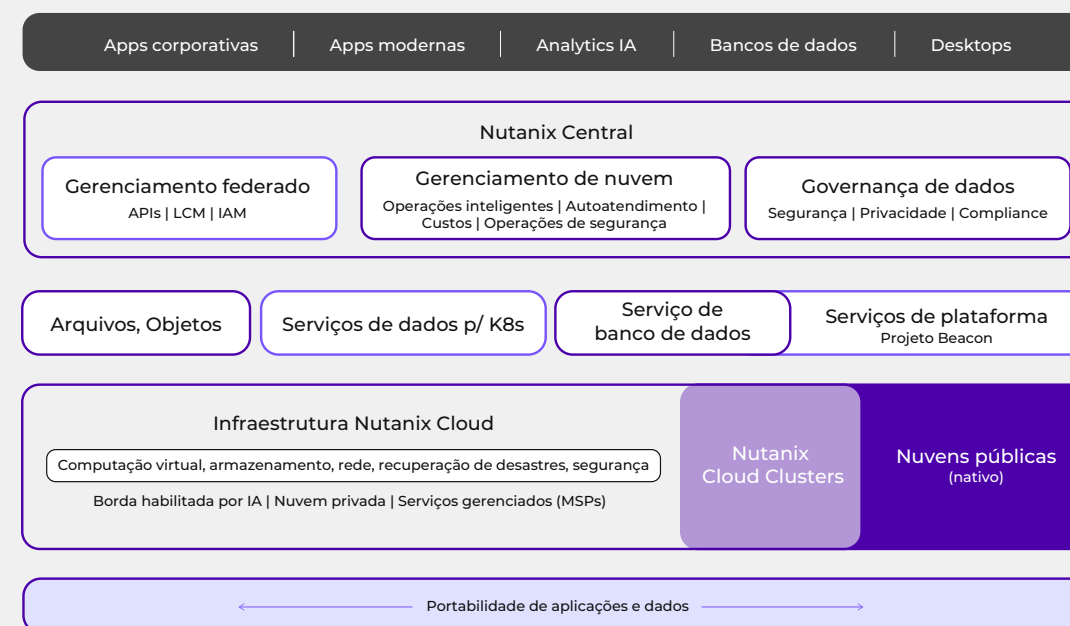 Apps corporativas | Apps modernas | Analytics IA | Bancos de dados | Desktops
Nutanix Central
Gerenciamento federado
APIs | LCM | IAM
Gerenciamento de nuvem
Operações inteligentes | Autoatendimento |
Custos | Operações de segurança
Governança de dados
Segurança | Privacidade | Compliance
Arquivos, Objetos
Serviços de dados p/ K8s
Serviço de
banco de dados
Serviços de plataforma
Projeto Beacon
Infraestrutura Nutanix Cloud
Computação virtual, armazenamento, rede, recuperação de desastres, segurança
Borda habilitada por IA | Nuvem privada | Serviços gerenciados (MSPs)
Nutanix
Cloud Clusters
Nuvens públicas
(nativo)
Portabilidade de aplicações e dados